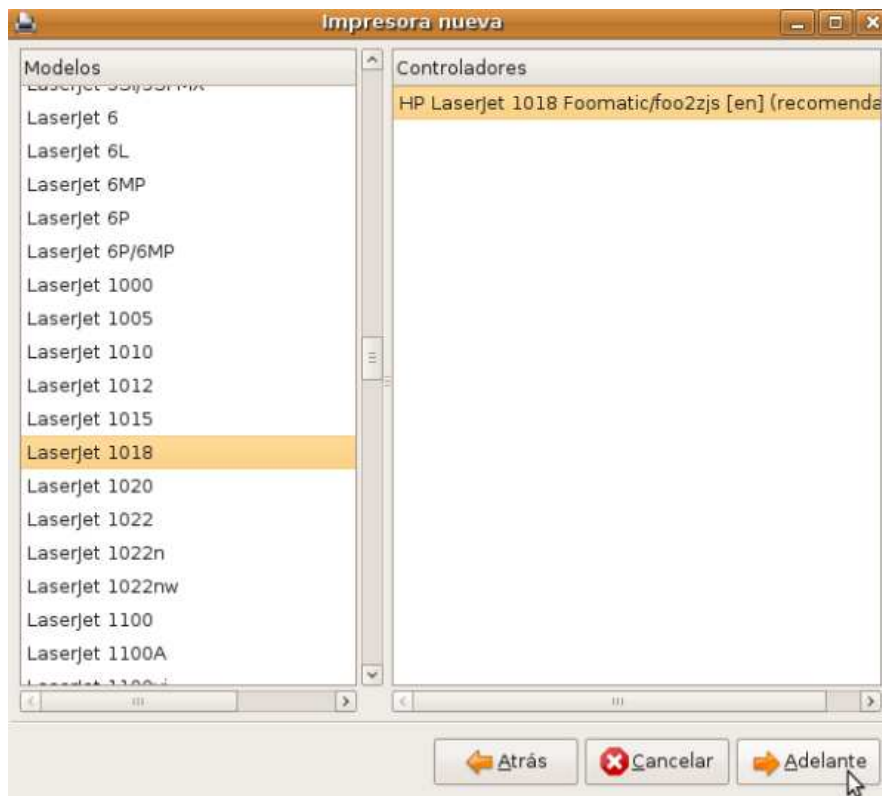 Impresora nueva
Modelos
LaserJet 6
LaserJet 6L
LaserJet 6MP
LaserJet 6P
LaserJet 6P/6MP
LaserJet 1000
LaserJet 1005
LaserJet 1010
LaserJet 1012
LaserJet 1015
LaserJet 1018
LaserJet 1020
LaserJet 1022
LaserJet 1022n
LaserJet 1022nw
LaserJet 1100
LaserJet 1100A
Controladores
HP LaserJet 1018 Foomatic/foo2zjs [en] (recomenda
Atrás
Cancelar
Adelante